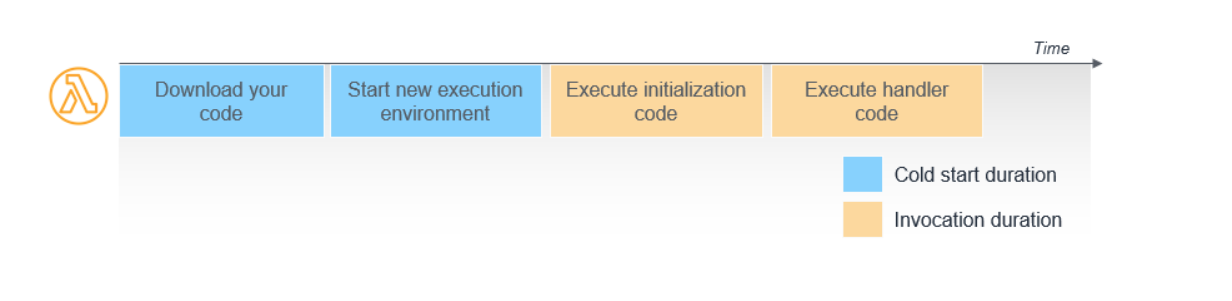 Time
Download your
code
Start new execution
environment
Execute initialization
code
Execute handler
code
Cold start duration
Invocation duration